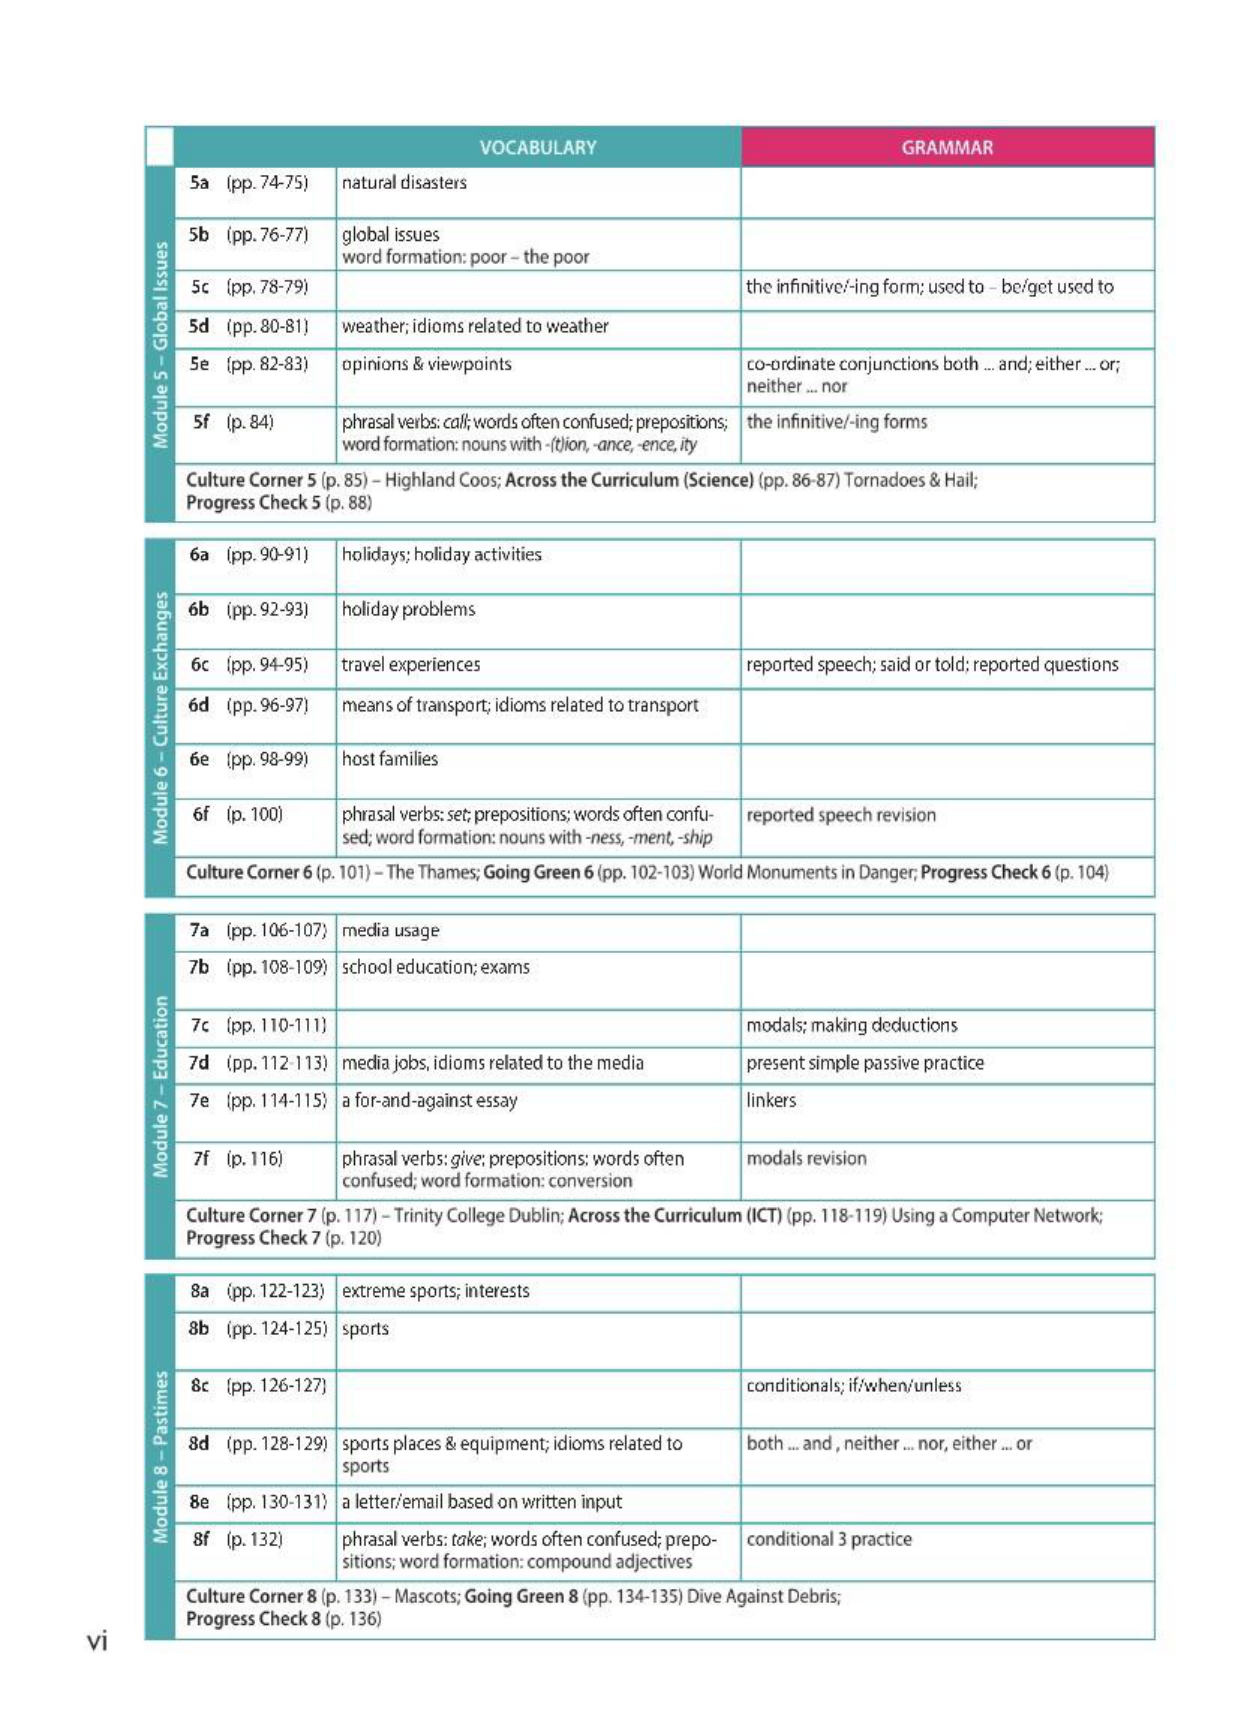 VOCABULARY GRAMMAR
Module 5 – Global Issues
5a (pp. 74-75) natural disasters
5b (pp. 76-77) global issues
word formation: poor – the poor
5c (pp. 78-79) the infinitive/-ing form; used to – be/get used to
5d (pp. 80-81) weather; idioms related to weather
5e (pp. 82-83) opinions & viewpoints co-ordinate conjunctions both ... and; either ... or;
neither ... nor
5f (p. 84) phrasal verbs: call; words often confused; prepositions; the infinitive/-ing forms
word formation: nouns with -(t)ion, -ance, -ence, ity
Culture Corner 5 (p. 85) – Highland Coos; Across the Curriculum (Science) (pp. 86-87) Tornadoes & Hail;
Progress Check 5 (p. 88)
Module 6 – Culture Exchanges
6a (pp. 90-91) holidays; holiday activities
6b (pp. 92-93) holiday problems
6c (pp. 94-95) travel experiences reported speech; said or told; reported questions
6d (pp. 96-97) means of transport; idioms related to transport
6e (pp. 98-99) host families
6f (p. 100) phrasal verbs: set; prepositions; words often confu- reported speech revision
sed; word formation: nouns with -ness, -ment, -ship
Culture Corner 6 (p. 101) – The Thames; Going Green 6 (pp. 102-103) World Monuments in Danger; Progress Check 6 (p. 104)
Module 7 – Education
7a (pp. 106-107) media usage
7b (pp. 108-109) school education; exams
7c (pp. 110-111) modals; making deductions
7d (pp. 112-113) media jobs, idioms related to the media present simple passive practice
7e (pp. 114-115) a for-and-against essay linkers
7f (p. 116) phrasal verbs: give; prepositions; words often modals revision
confused; word formation: conversion
Culture Corner 7 (p. 117) – Trinity College Dublin; Across the Curriculum (ICT) (pp. 118-119) Using a Computer Network;
Progress Check 7 (p. 120)
Module 8 – Pastimes
8a (pp. 122-123) extreme sports; interests
8b (pp. 124-125) sports
8c (pp. 126-127) conditionals; if/when/unless
8d (pp. 128-129) sports places & equipment; idioms related to both ... and , neither ... nor, either ... or
sports
8e (pp. 130-131) a letter/email based on written input
8f (p. 132) phrasal verbs: take; words often confused; prepo- conditional 3 practice
sitions; word formation: compound adjectives
Culture Corner 8 (p. 133) – Mascots; Going Green 8 (pp. 134-135) Dive Against Debris;
Progress Check 8 (p. 136)
vi